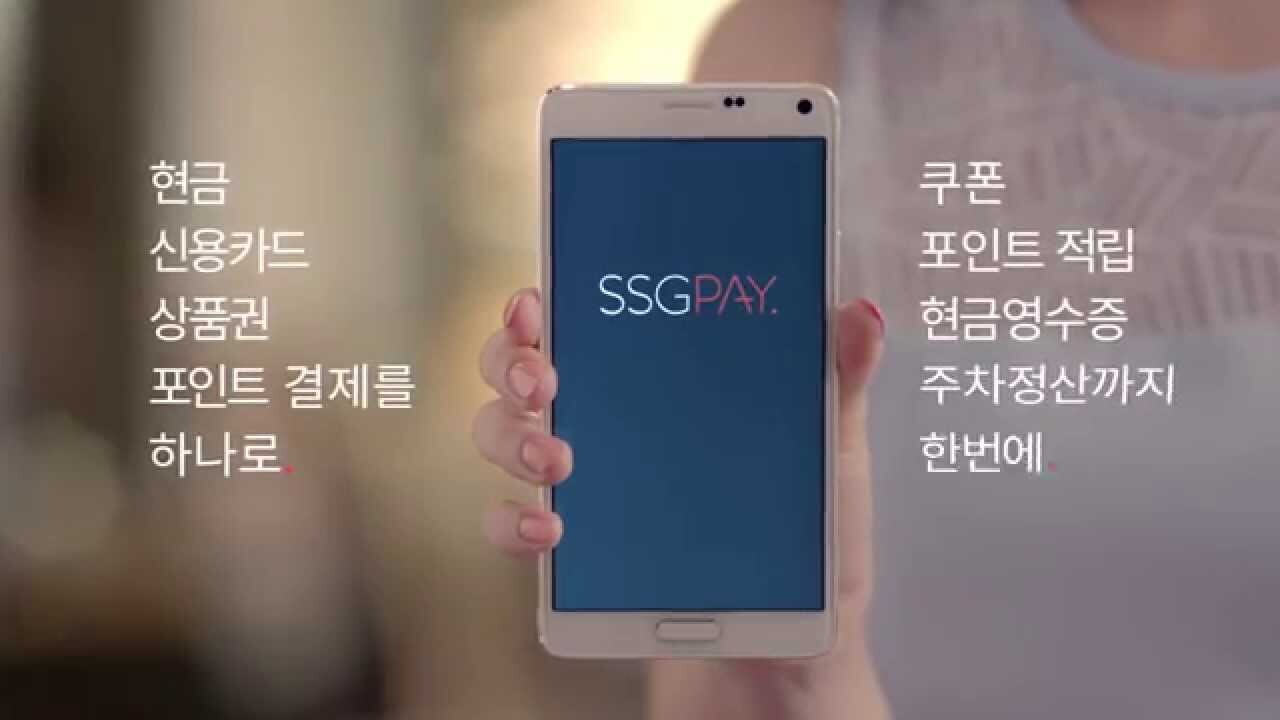 현금
신용카드
상품권
포인트 결제를
하나로.
SSGPAY.
쿠폰
포인트 적립
현금영수증
주차정산까지
한번에.